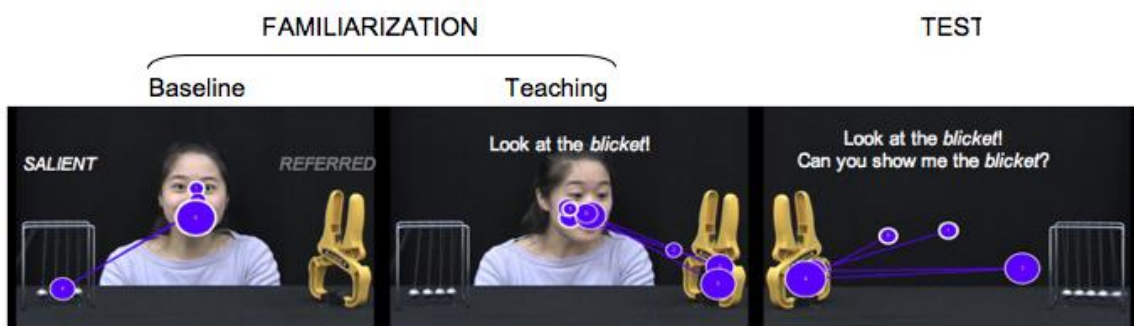 FAMILIARIZATION
TEST
Baseline
Teaching
SALIENT
REFERRED
Look at the blicket!
Look at the blicket!
Can you show me the blicket?